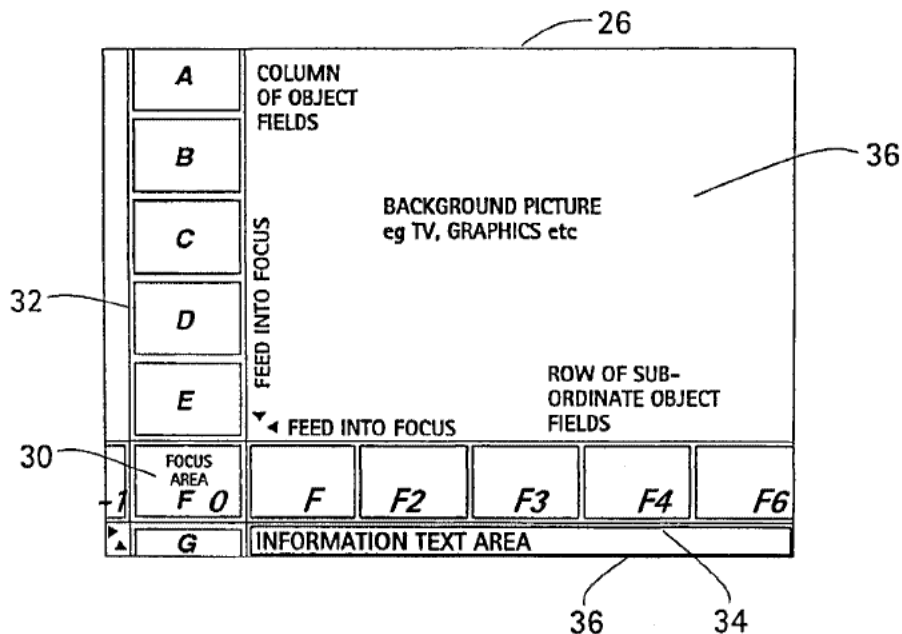 26
A
COLUMN
OF OBJECT
FIELDS
B
36
BACKGROUND PICTURE
eg TV, GRAPHICS etc
C
FEED INTO FOCUS
32
D
E
ROW OF SUB-
ORDINATE OBJECT
FIELDS
FEED INTO FOCUS
30
FOCUS
AREA
-1 F 0 F F2 F3 F4 F6
G INFORMATION TEXT AREA
36 34